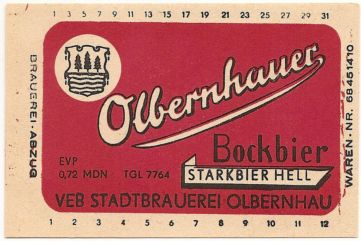 1 3 5 7 9 11 13 15 17 19 21 23 25 27 29 31
BRAUEREI-ABZUG
Olbernhauer
Bockbier
STARKBIER HELL
EVP
0,72 MDN TGL 7764
VEB STADTBRAUEREI OLBERNHAU
WAREN-NR. 68451410
1 2 3 4 5 6 7 8 9 10 11 12